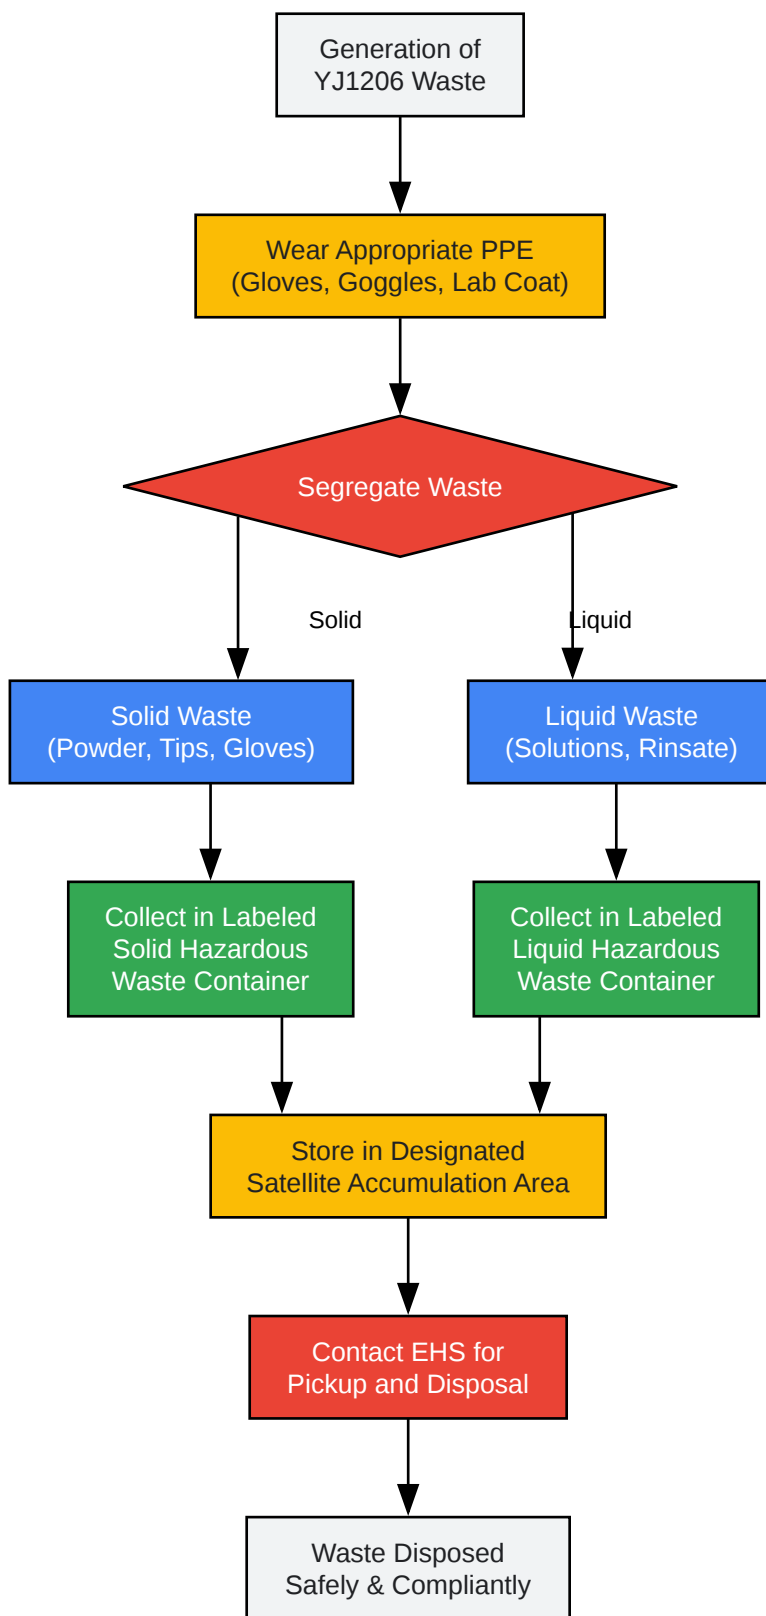 Generation of
YJ1206 Waste
Wear Appropriate PPE
(Gloves, Goggles, Lab Coat)
Segregate Waste
Solid
Liquid
Solid Waste
(Powder, Tips, Gloves)
Liquid Waste
(Solutions, Rinsate)
Collect in Labeled
Solid Hazardous
Waste Container
Collect in Labeled
Liquid Hazardous
Waste Container
Store in Designated
Satellite Accumulation Area
Contact EHS for
Pickup and Disposal
Waste Disposed
Safely & Compliantly